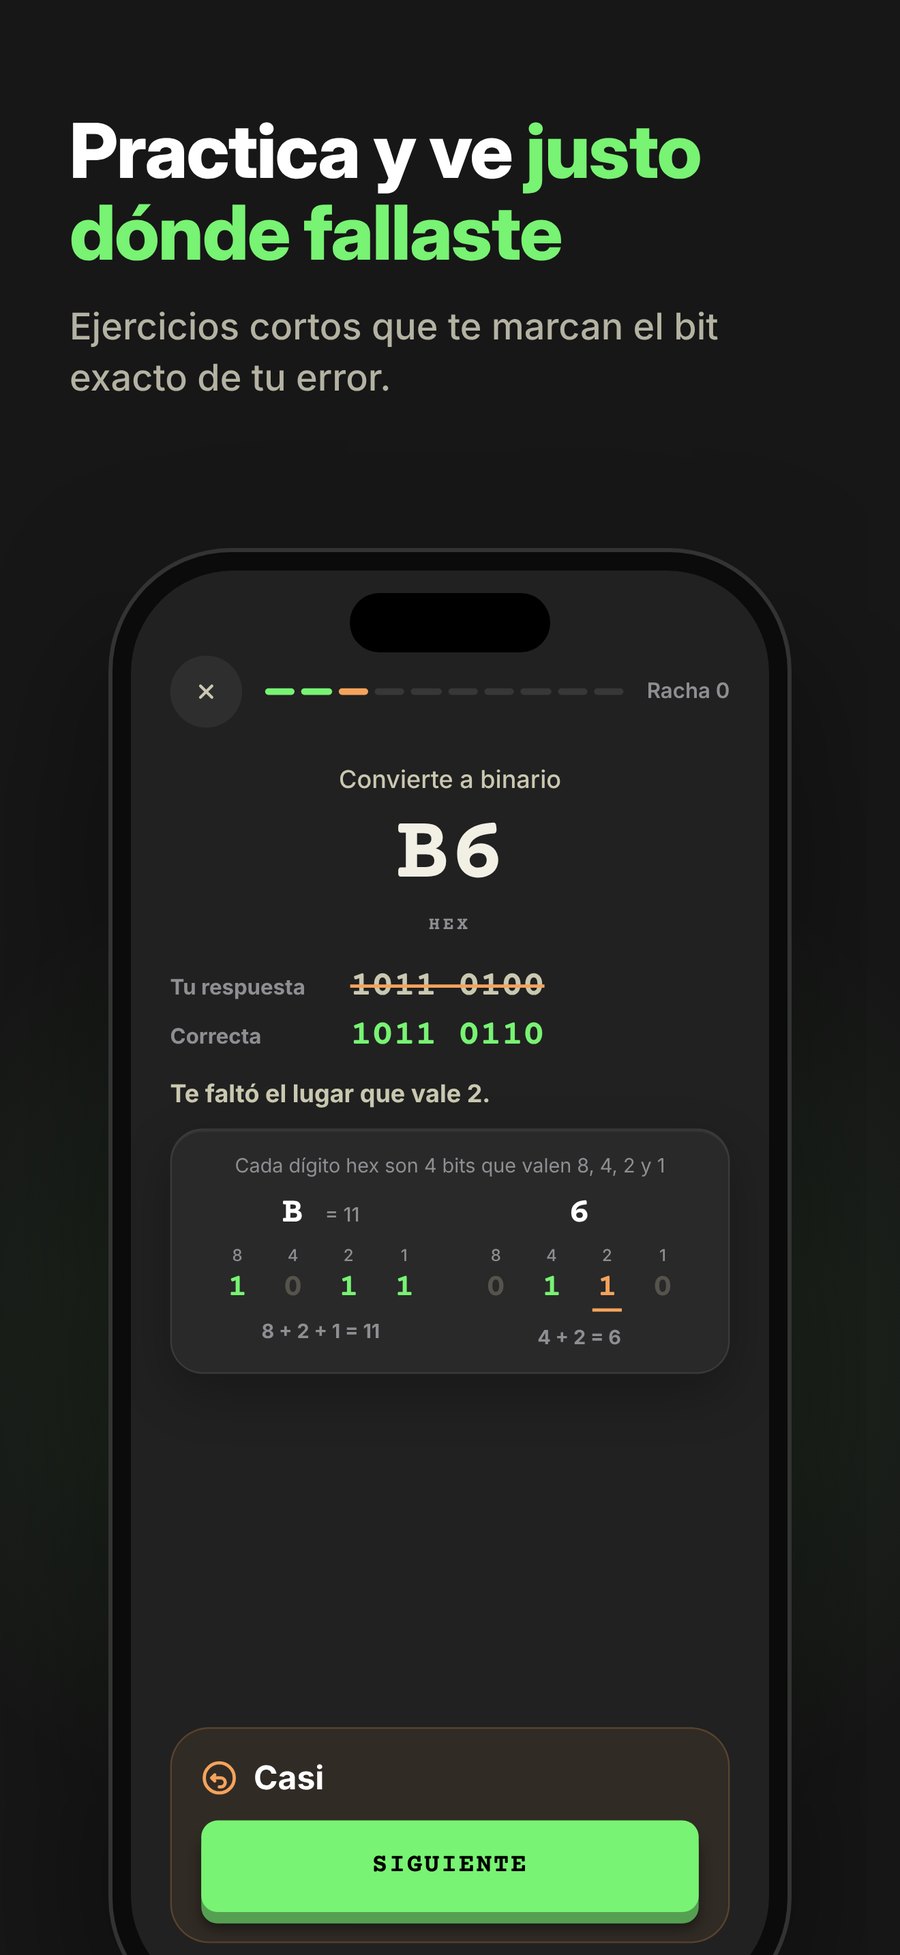 Practica y ve justo
dónde fallaste
Ejercicios cortos que te marcan el bit
exacto de tu error.
Racha 0
Convierte a binario
B6
HEX
Tu respuesta 1011 0100
Correcta 1011 0110
Te faltó el lugar que vale 2.
Cada dígito hex son 4 bits que valen 8, 4, 2 y 1
B = 11 6
8 4 2 1 8 4 2 1
1 0 1 1 0 1 1 0
8 + 2 + 1 = 11 4 + 2 = 6
Casi
SIGUIENTE